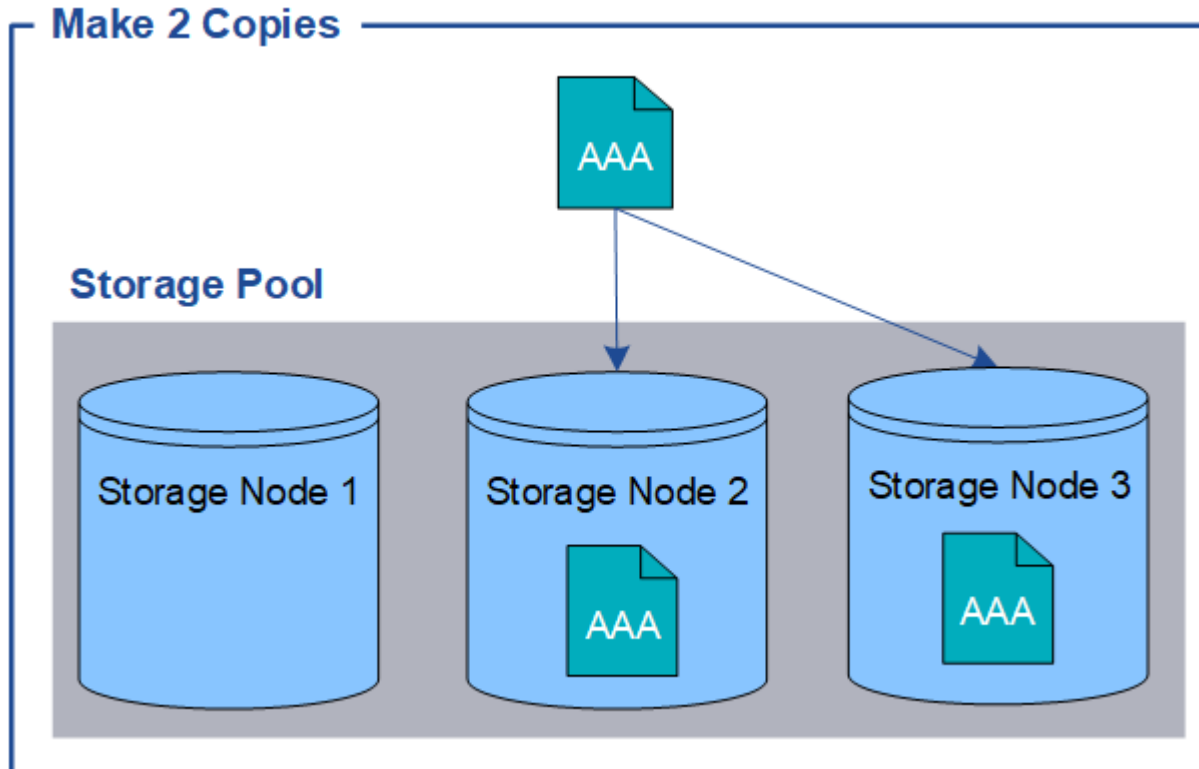 Make 2 Copies
AAA
Storage Pool
Storage Node 1
Storage Node 2
Storage Node 3
AAA
AAA